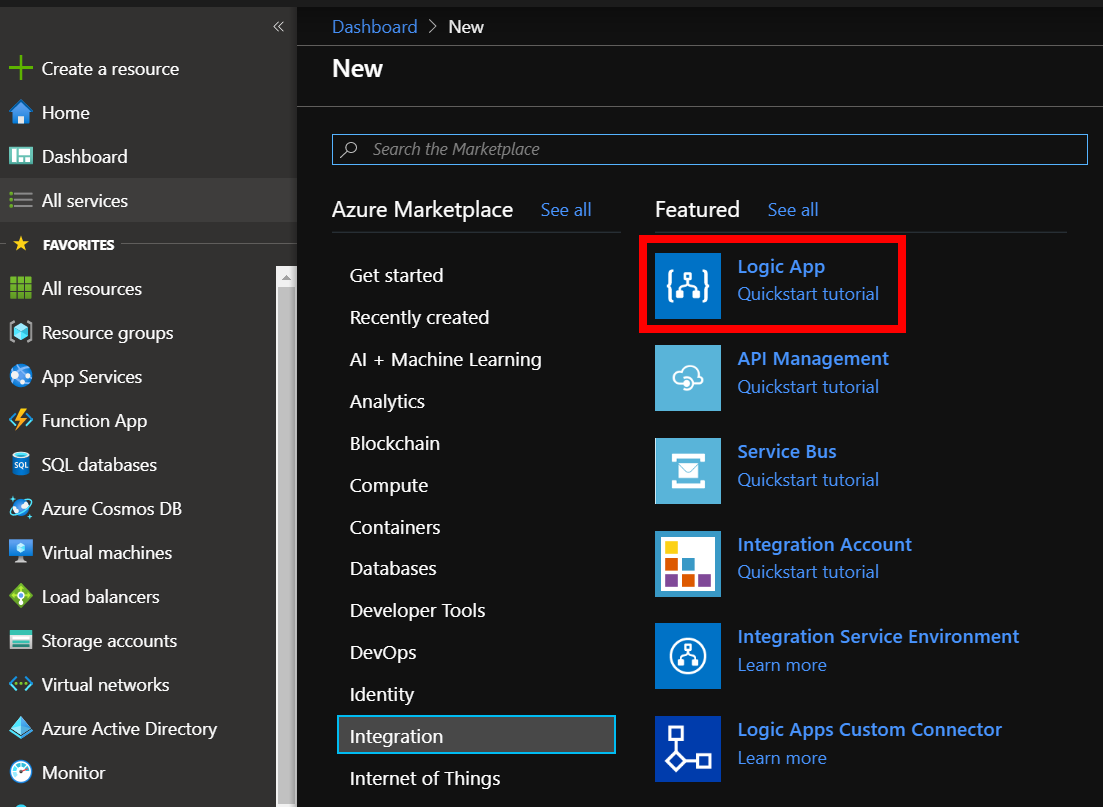 «
Create a resource
Home
Dashboard
All services
FAVORITES
All resources
Resource groups
App Services
Function App
SQL
SQL databases
Azure Cosmos DB
Virtual machines
Load balancers
Storage accounts
Virtual networks
Azure Active Directory
Monitor
Dashboard > New
New
Search the Marketplace
Azure Marketplace See all
Get started
Recently created
AI + Machine Learning
Analytics
Blockchain
Compute
Containers
Databases
Developer Tools
DevOps
Identity
Integration
Internet of Things
Featured See all
Logic App
Quickstart tutorial
API Management
Quickstart tutorial
Service Bus
Quickstart tutorial
Integration Account
Quickstart tutorial
Integration Service Environment
Learn more
Logic Apps Custom Connector
Learn more